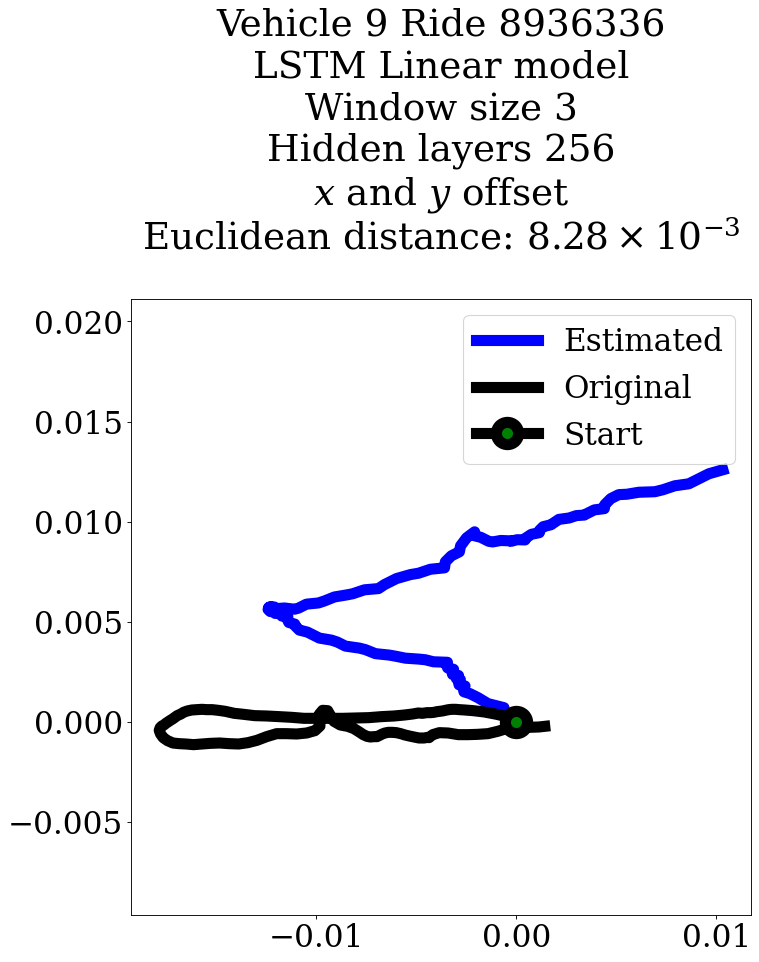 Vehicle 9 Ride 8936336
LSTM Linear model
Window size 3
Hidden layers 256
x and y offset
Euclidean distance: 8.28 × 10⁻³
0.020
0.015
0.010
0.005
0.000
−0.005
Estimated
Original
Start
−0.01
0.00
0.01